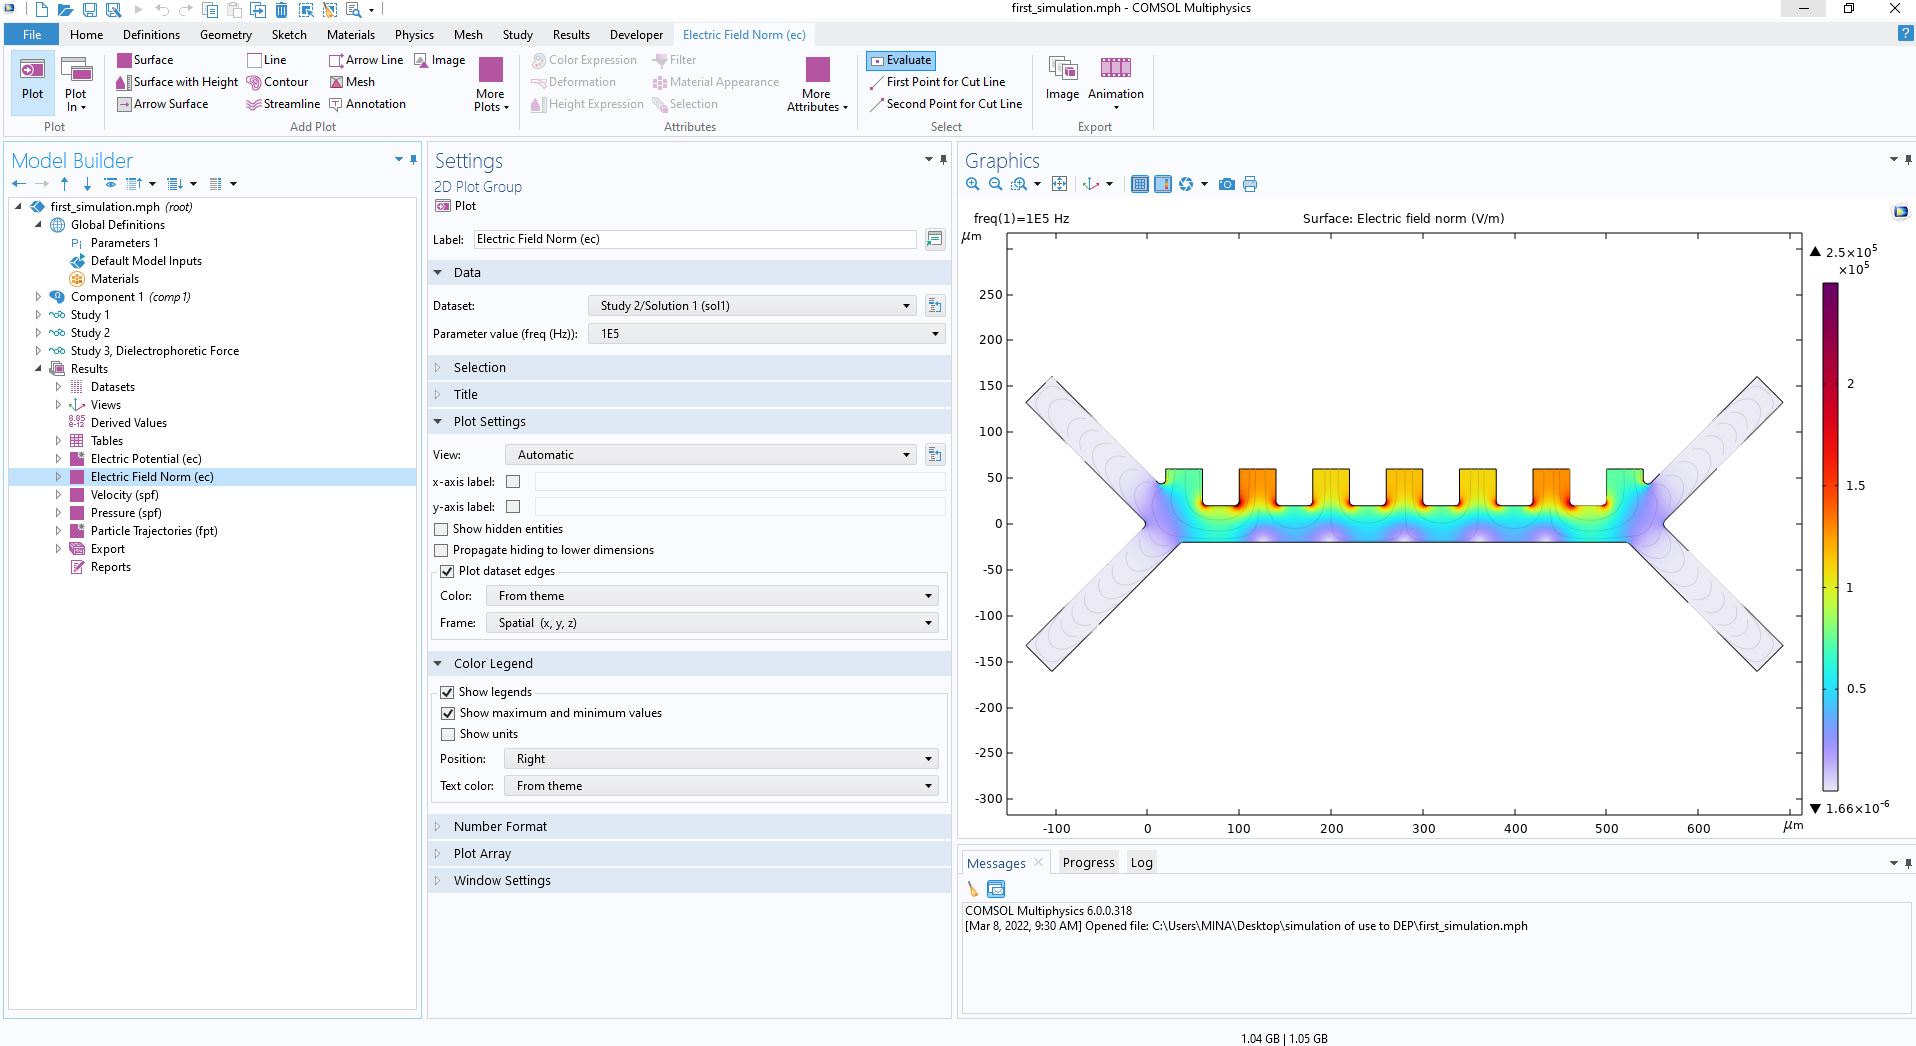 first_simulation.mph - COMSOL Multiphysics
File Home Definitions Geometry Sketch Materials Physics Mesh Study Results Developer Electric Field Norm (ec) ?
Plot
Plot In
Plot
Surface
Surface with Height
Arrow Surface
Line
Contour
Streamline
Arrow Line
Mesh
Annotation
Image
More Plots
Add Plot
Color Expression
Deformation
Height Expression
Filter
Material Appearance
Selection
More Attributes
Attributes
Evaluate
First Point for Cut Line
Second Point for Cut Line
Select
Image
Animation
Export
Model Builder
first_simulation.mph (root)
Global Definitions
Pi Parameters 1
Default Model Inputs
Materials
Component 1 (comp1)
Study 1
Study 2
Study 3, Dielectrophoretic Force
Results
Datasets
Views
8.85
e-12
Derived Values
Tables
Electric Potential (ec)
Electric Field Norm (ec)
Velocity (spf)
Pressure (spf)
Particle Trajectories (fpt)
Export
Reports
Settings
2D Plot Group
Plot
Label: Electric Field Norm (ec)
Data
Dataset: Study 2/Solution 1 (sol1)
Parameter value (freq (Hz)): 1E5
Selection
Title
Plot Settings
View: Automatic
x-axis label:
y-axis label:
Show hidden entities
Propagate hiding to lower dimensions
Plot dataset edges
Color: From theme
Frame: Spatial (x, y, z)
Color Legend
Show legends
Show maximum and minimum values
Show units
Position: Right
Text color: From theme
Number Format
Plot Array
Window Settings
Graphics
freq(1)=1E5 Hz Surface: Electric field norm (V/m)
μm
250
200
150
100
50
0
-50
-100
-150
-200
-250
-300
-100 0 100 200 300 400 500 600 μm
▲ 2.5×10⁵
×10⁵
2
1.5
1
0.5
▼ 1.66×10⁻⁶
Messages Progress Log
COMSOL Multiphysics 6.0.0.318
[Mar 8, 2022, 9:30 AM] Opened file: C:\Users\MINA\Desktop\simulation of use to DEP\first_simulation.mph
1.04 GB | 1.05 GB